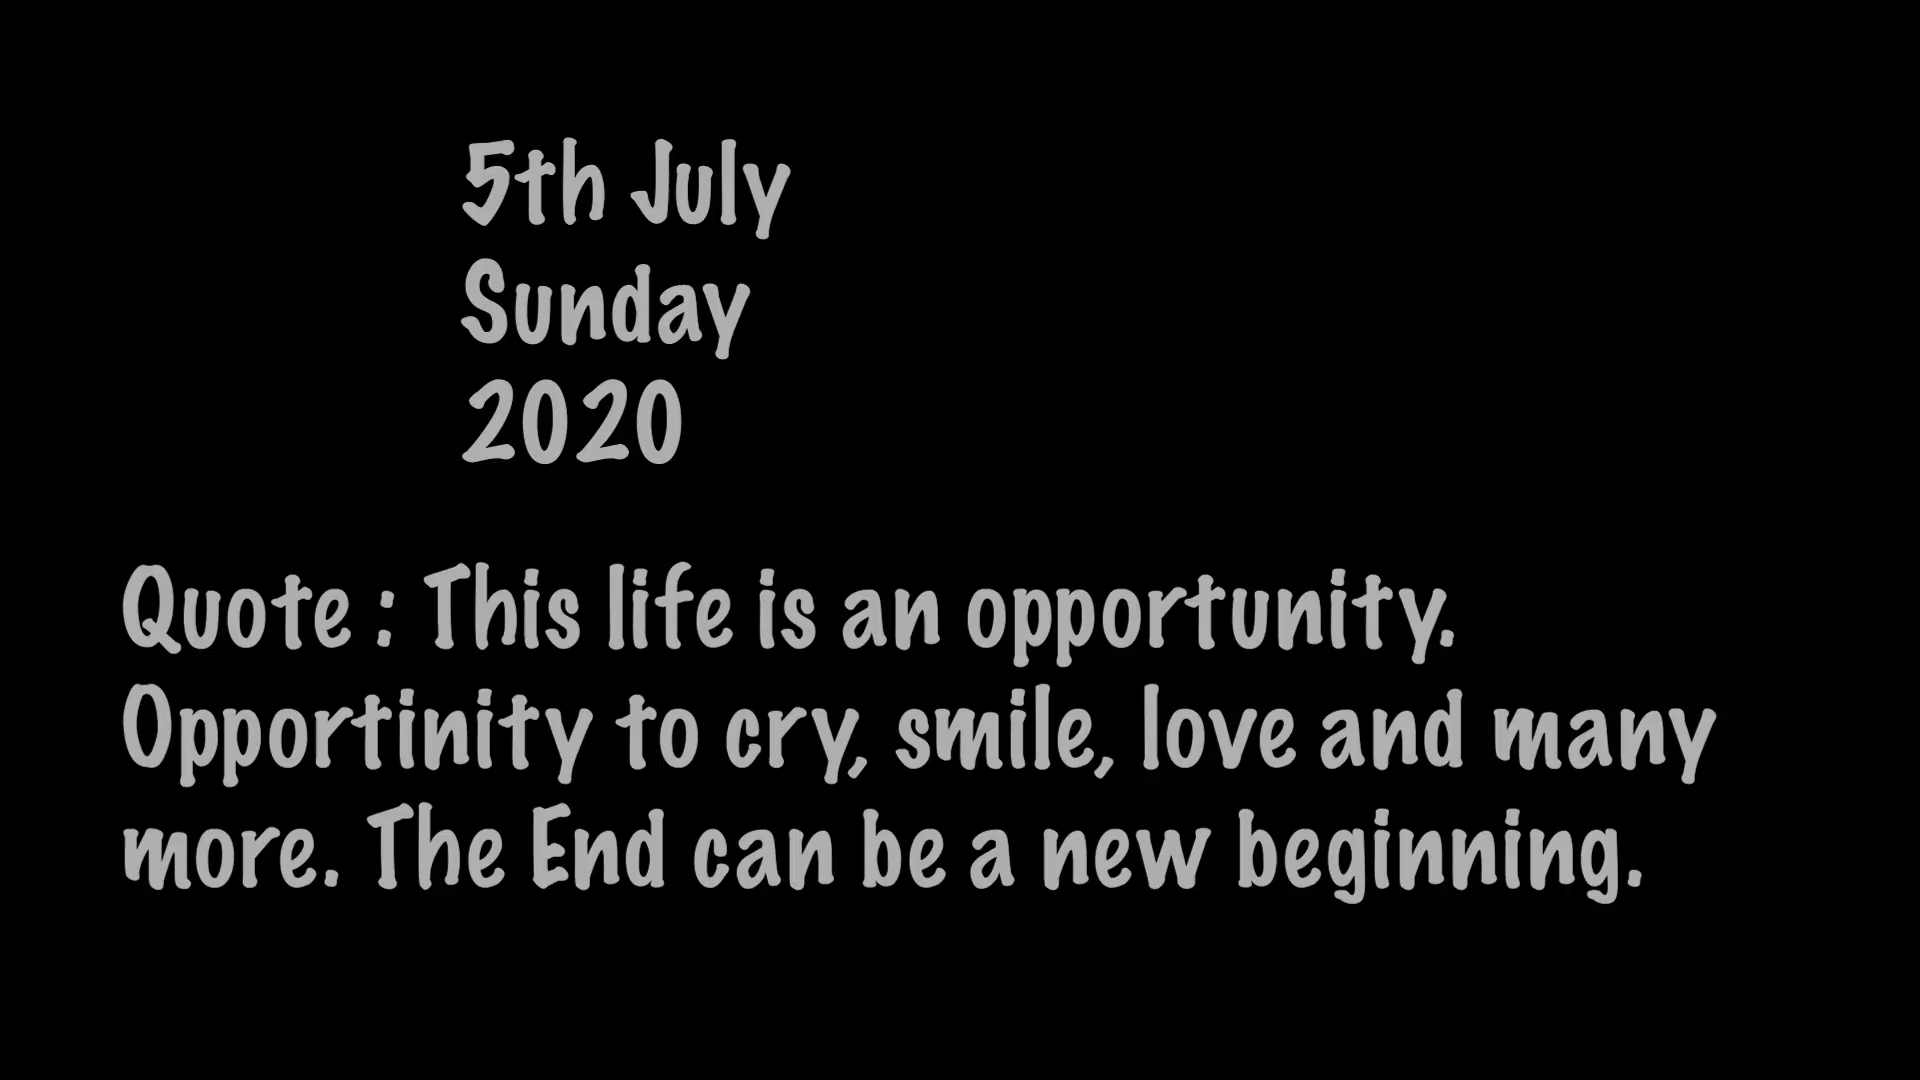 5th July
Sunday
2020
Quote : This life is an opportunity.
Opportinity to cry, smile, love and many
more. The End can be a new beginning.